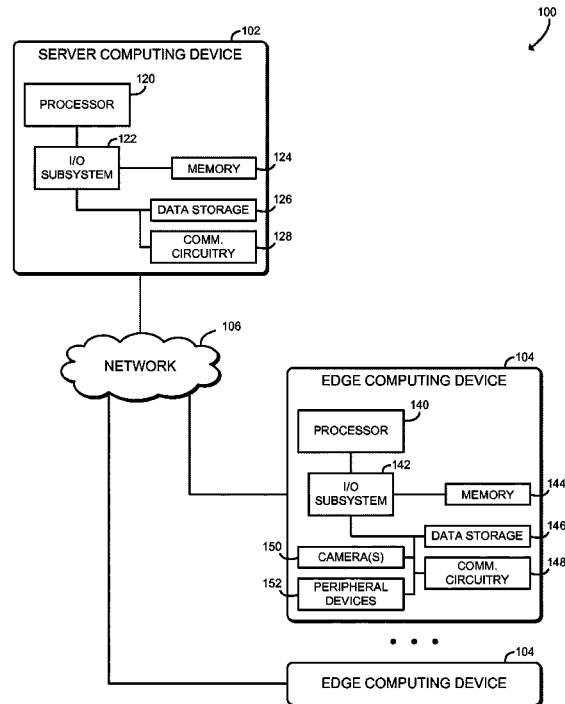 100
102
SERVER COMPUTING DEVICE
120
PROCESSOR
122
I/O
SUBSYSTEM
MEMORY
124
DATA STORAGE
126
COMM.
CIRCUITRY
128
106
NETWORK
104
EDGE COMPUTING DEVICE
140
PROCESSOR
142
I/O
SUBSYSTEM
MEMORY
144
DATA STORAGE
146
150
CAMERA(S)
COMM.
CIRCUITRY
148
152
PERIPHERAL
DEVICES
• • •
104
EDGE COMPUTING DEVICE